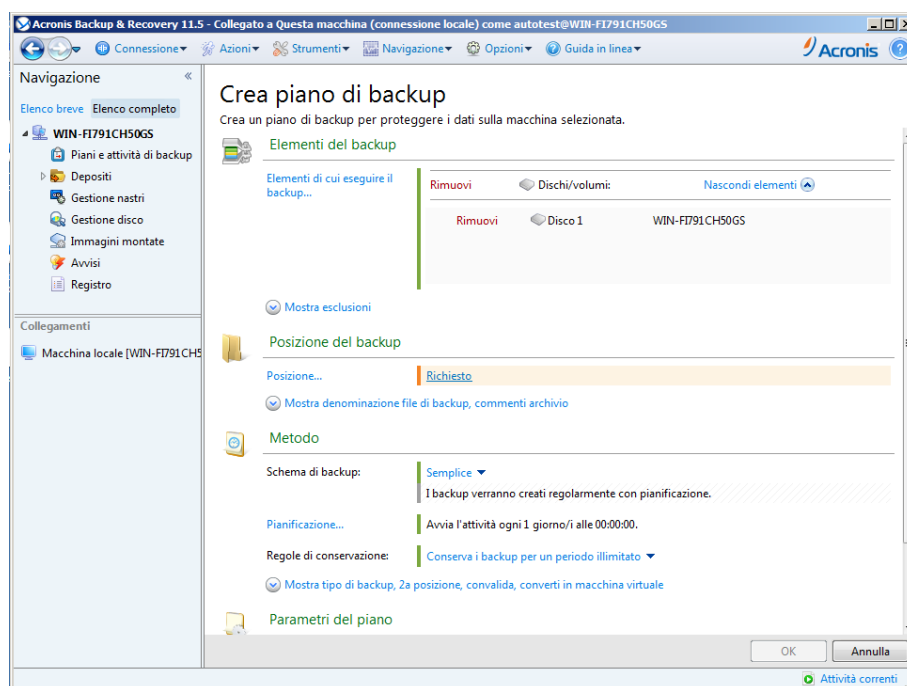 Acronis Backup & Recovery 11.5 - Collegato a Questa macchina (connessione locale) come autotest@WIN-FI791CH50GS
Connessione Azioni Strumenti Navigazione Opzioni Guida in linea Acronis
Navigazione
Elenco breve Elenco completo
WIN-FI791CH50GS
Piani e attività di backup
Depositi
Gestione nastri
Gestione disco
Immagini montate
Avvisi
Registro
Collegamenti
Macchina locale [WIN-FI791CH5
Crea piano di backup
Crea un piano di backup per proteggere i dati sulla macchina selezionata.
Elementi del backup
Elementi di cui eseguire il backup...
Rimuovi Dischi/volumi: Nascondi elementi
Rimuovi Disco 1 WIN-FI791CH50GS
Mostra esclusioni
Posizione del backup
Posizione... Richiesto
Mostra denominazione file di backup, commenti archivio
Metodo
Schema di backup: Semplice
I backup verranno creati regolarmente con pianificazione.
Pianificazione... Avvia l'attività ogni 1 giorno/i alle 00:00:00.
Regole di conservazione: Conserva i backup per un periodo illimitato
Mostra tipo di backup, 2a posizione, convalida, converti in macchina virtuale
Parametri del piano
OK Annulla
Attività correnti